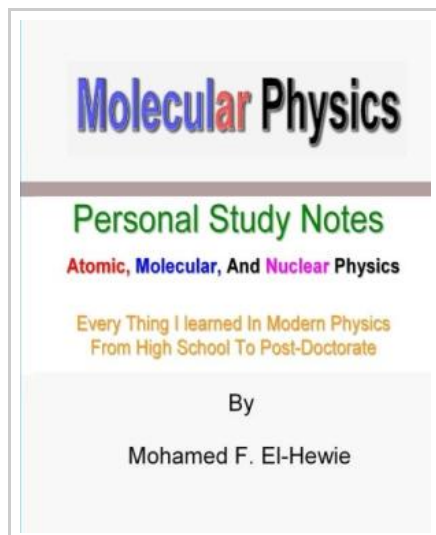 Molecular Physics
Personal Study Notes
Atomic, Molecular, And Nuclear Physics
Every Thing I learned In Modern Physics
From High School To Post-Doctorate
By
Mohamed F. El-Hewie